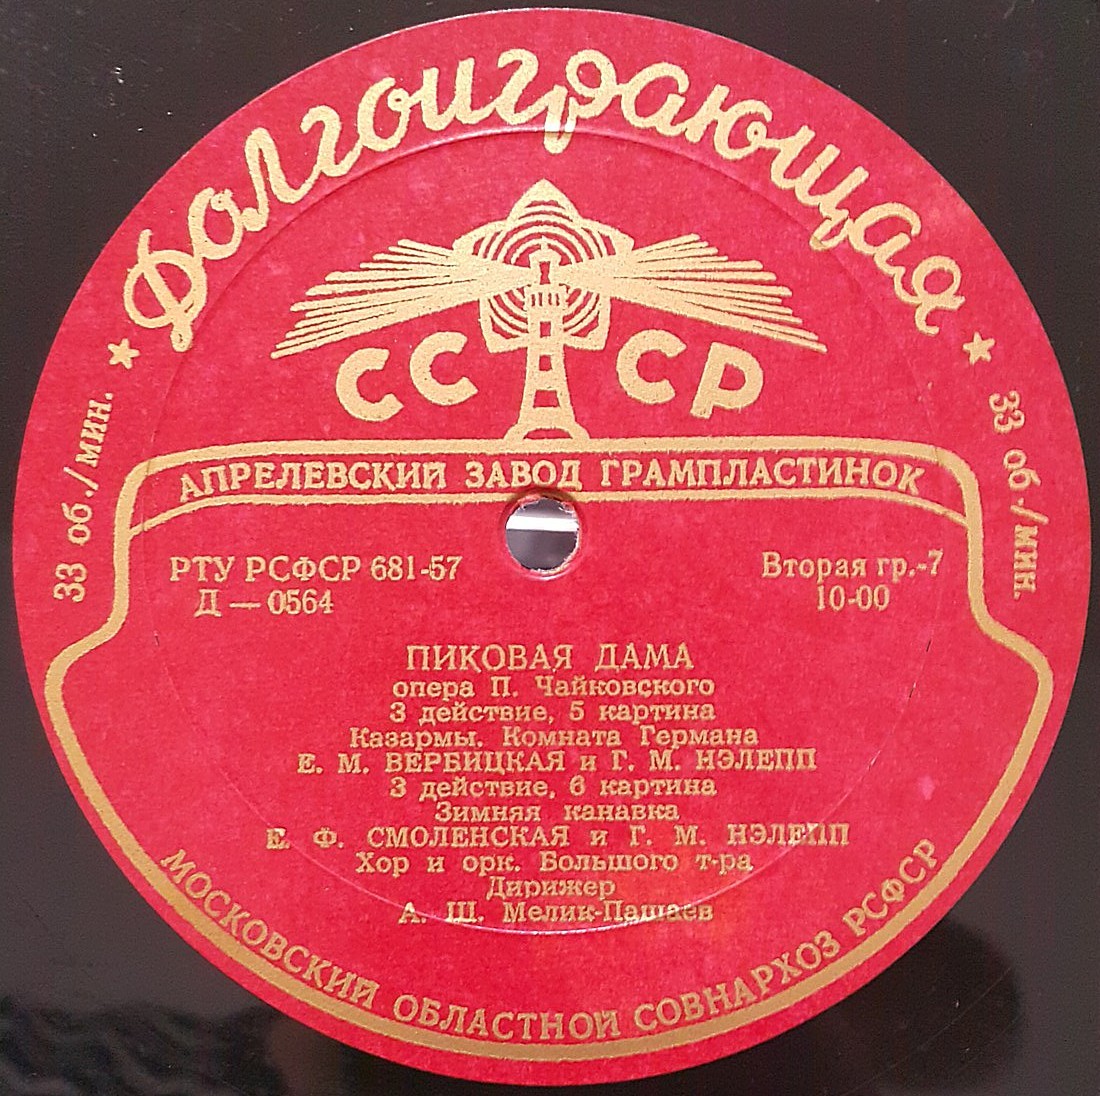 Долгоиграющая
СССР
33 об./мин.
33 об./мин.
АПРЕЛЕВСКИЙ ЗАВОД ГРАМПЛАСТИНОК
РТУ РСФСР 681-57
Д — 0564
Вторая гр.-7
10-00
ПИКОВАЯ ДАМА
опера П. Чайковского
3 действие, 5 картина
Казармы. Комната Германа
Е. М. ВЕРБИЦКАЯ и Г. М. НЭЛЕПП
3 действие, 6 картина
Зимняя канавка
Е. Ф. СМОЛЕНСКАЯ и Г. М. НЭЛЕПП
Хор и орк. Большого т-ра
Дирижер
А. Ш. Мелик-Пашаев
МОСКОВСКИЙ ОБЛАСТНОЙ СОВНАРХОЗ РСФСР